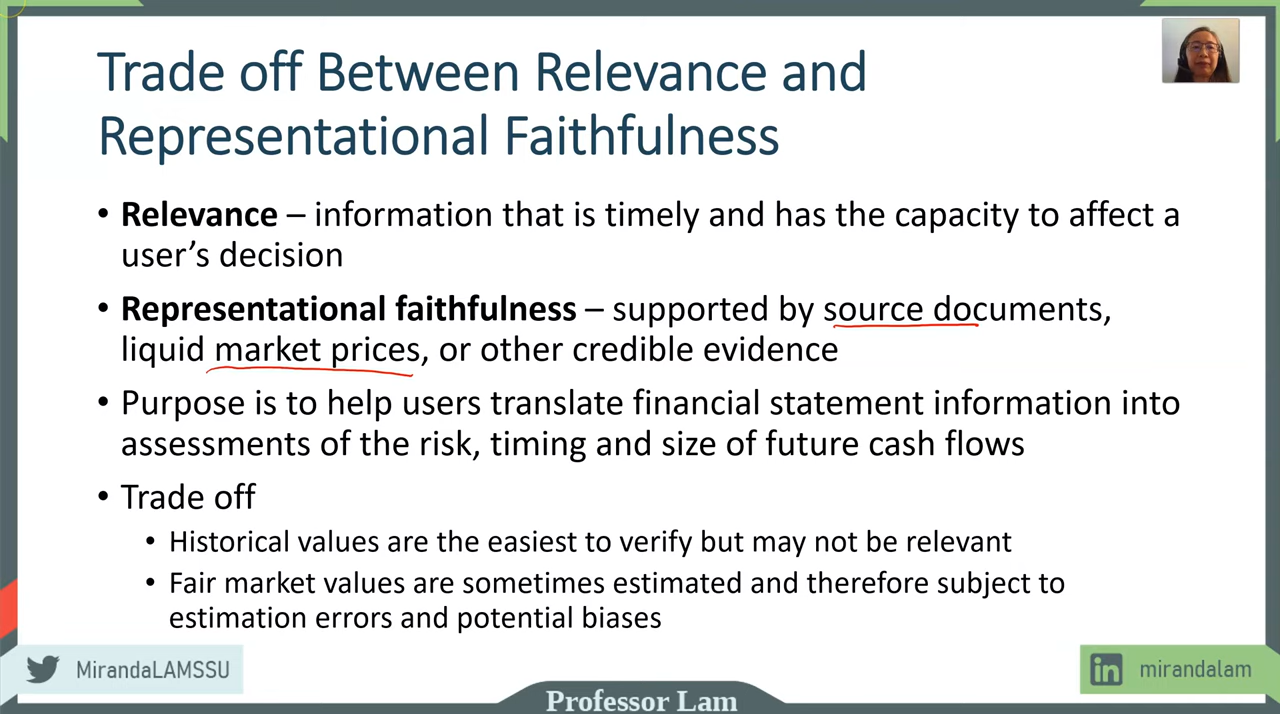 Trade off Between Relevance and
Representational Faithfulness
• Relevance – information that is timely and has the capacity to affect a
user’s decision
• Representational faithfulness – supported by source documents,
liquid market prices, or other credible evidence
• Purpose is to help users translate financial statement information into
assessments of the risk, timing and size of future cash flows
• Trade off
• Historical values are the easiest to verify but may not be relevant
• Fair market values are sometimes estimated and therefore subject to
estimation errors and potential biases
MirandaLAMSSU
in mirandalam
Professor Lam